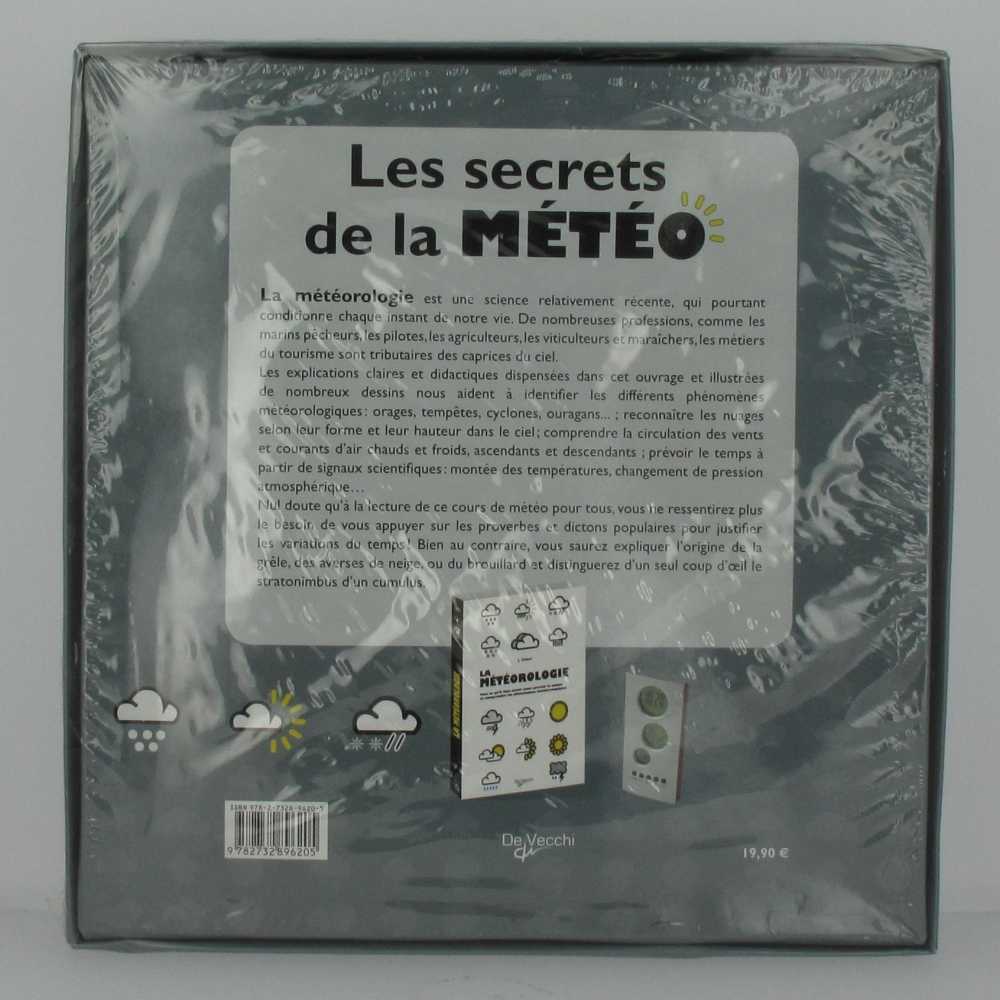 Les secrets
de la MÉTÉO
La météorologie est une science relativement récente, qui pourtant
conditionne chaque instant de notre vie. De nombreuses professions, comme les
marins pêcheurs, les pilotes, les agriculteurs, les viticulteurs et maraîchers, les métiers
du tourisme sont tributaires des caprices du ciel.
Les explications claires et didactiques dispensées dans cet ouvrage et illustrées
de nombreux dessins nous aident à identifier les différents phénomènes
météorologiques : orages, tempêtes, cyclones, ouragans... ; reconnaître les nuages
selon leur forme et leur hauteur dans le ciel ; comprendre la circulation des vents
et courants d'air chauds et froids, ascendants et descendants ; prévoir le temps à
partir de signaux scientifiques : montée des températures, changement de pression
atmosphérique...
Nul doute qu'à la lecture de ce cours de météo pour tous, vous ne ressentirez plus
le besoin de vous appuyer sur les proverbes et dictons populaires pour justifier
les variations du temps ! Bien au contraire, vous saurez expliquer l'origine de la
grêle, des averses de neige, ou du brouillard et distinguerez d'un seul coup d'œil le
stratonimbus d'un cumulus.
LA
MÉTÉOROLOGIE
LA MÉTÉOROLOGIE
ISBN 978-2-7328-9620-5
9 782732 896205
De Vecchi
19,90 €